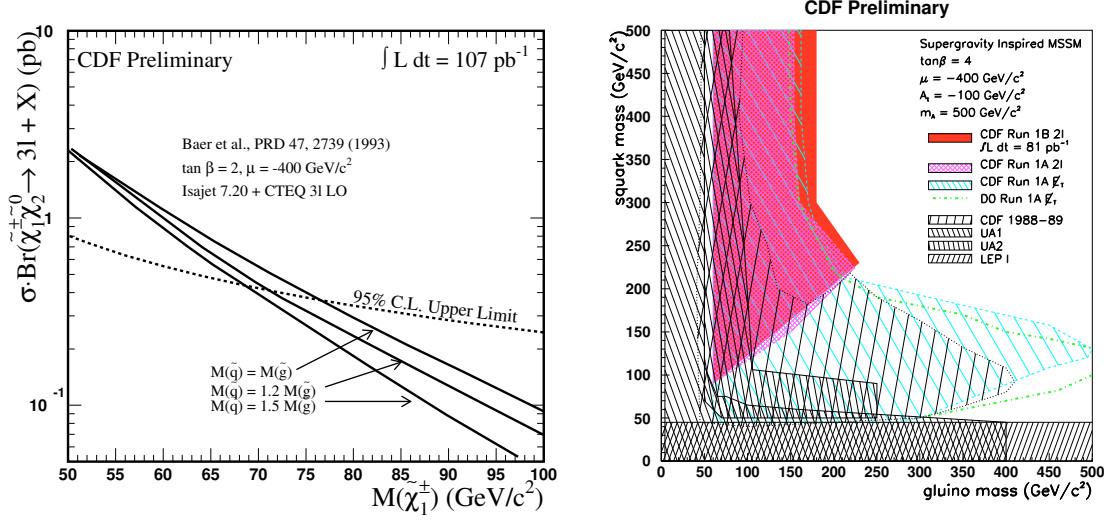 CDF Preliminary
∫ L dt = 107 pb⁻¹
Baer et al., PRD 47, 2739 (1993)
tan β = 2, μ = -400 GeV/c²
Isajet 7.20 + CTEQ 3l LO
95% C.L. Upper Limit
M(q̃) = M(g̃)
M(q̃) = 1.2 M(g̃)
M(q̃) = 1.5 M(g̃)
σ·Br(χ̃₁±χ̃₂⁰→ 3l + X) (pb)
10
1
10⁻¹
50 55 60 65 70 75 80 85 90 95 100
M(χ̃₁±) (GeV/c²)
CDF Preliminary
squark mass (GeV/c²)
500
450
400
350
300
250
200
150
100
50
0
0 50 100 150 200 250 300 350 400 450 500
gluino mass (GeV/c²)
Supergravity Inspired MSSM
tanβ = 4
μ = −400 GeV/c²
Aₜ = −100 GeV/c²
m_A = 500 GeV/c²
CDF Run 1B 2l
∫L dt = 81 pb⁻¹
CDF Run 1A 2l
CDF Run 1A E̸_T
D0 Run 1A E̸_T
CDF 1988−89
UA1
UA2
LEP I